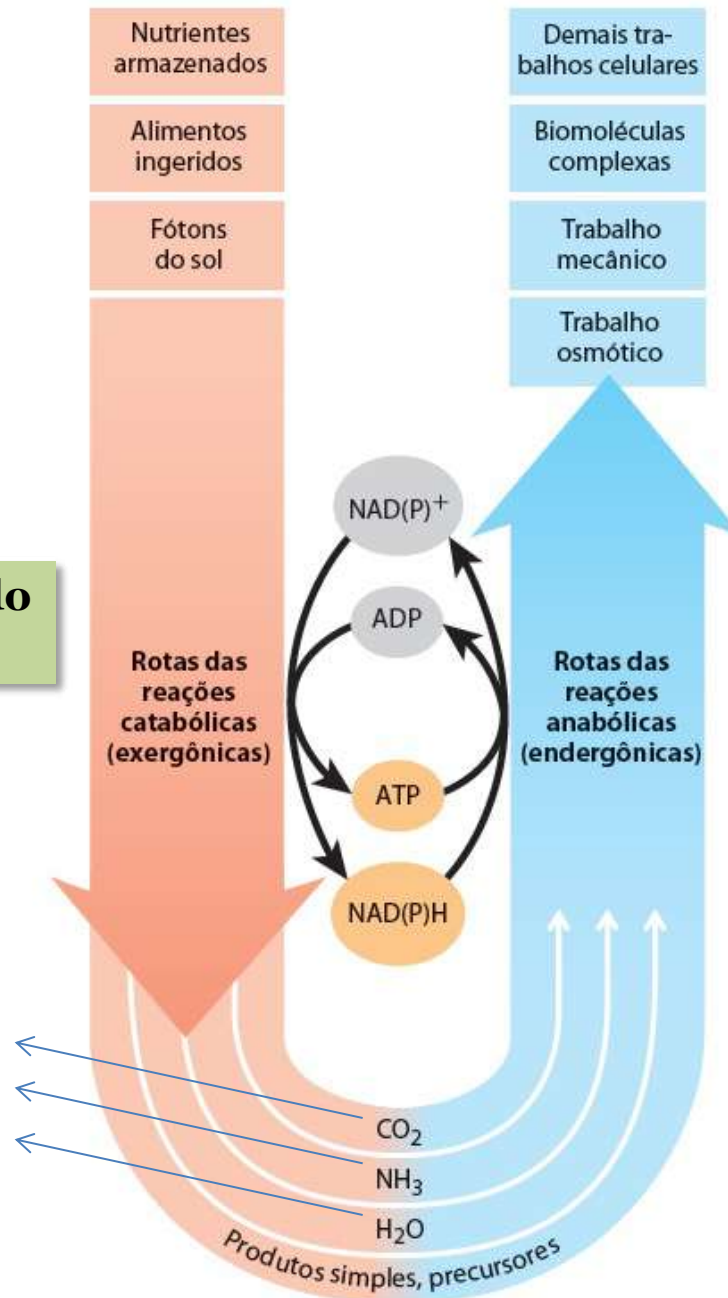 Nutrientes
armazenados
Alimentos
ingeridos
Fótons
do sol
Demais tra-
balhos celulares
Biomoléculas
complexas
Trabalho
mecânico
Trabalho
osmótico
NAD(P)⁺
ADP
ATP
NAD(P)H
Rotas das
reações
catabólicas
(exergônicas)
Rotas das
reações
anabólicas
(endergônicas)
CO₂
NH₃
H₂O
Produtos simples, precursores